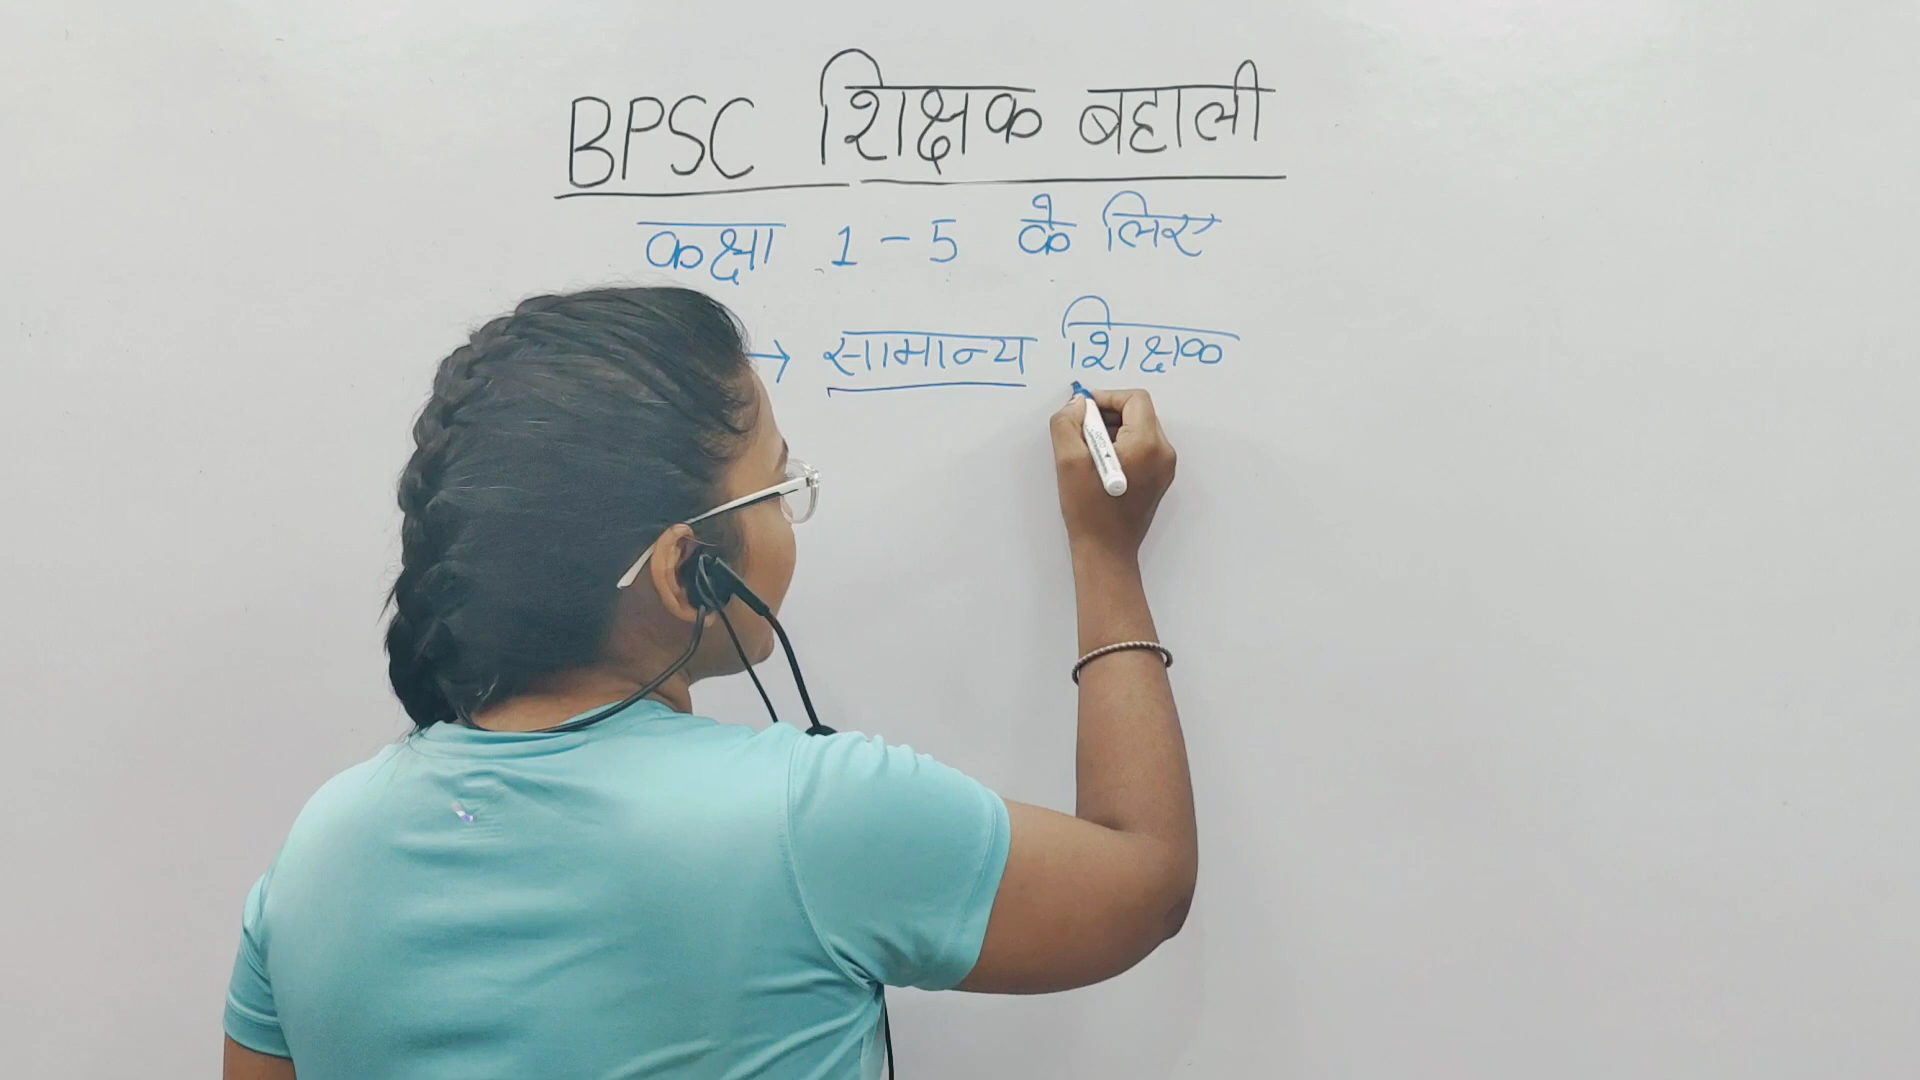 BPSC शिक्षक बहाली
कक्षा 1-5 के लिए
→ सामान्य शिक्षक